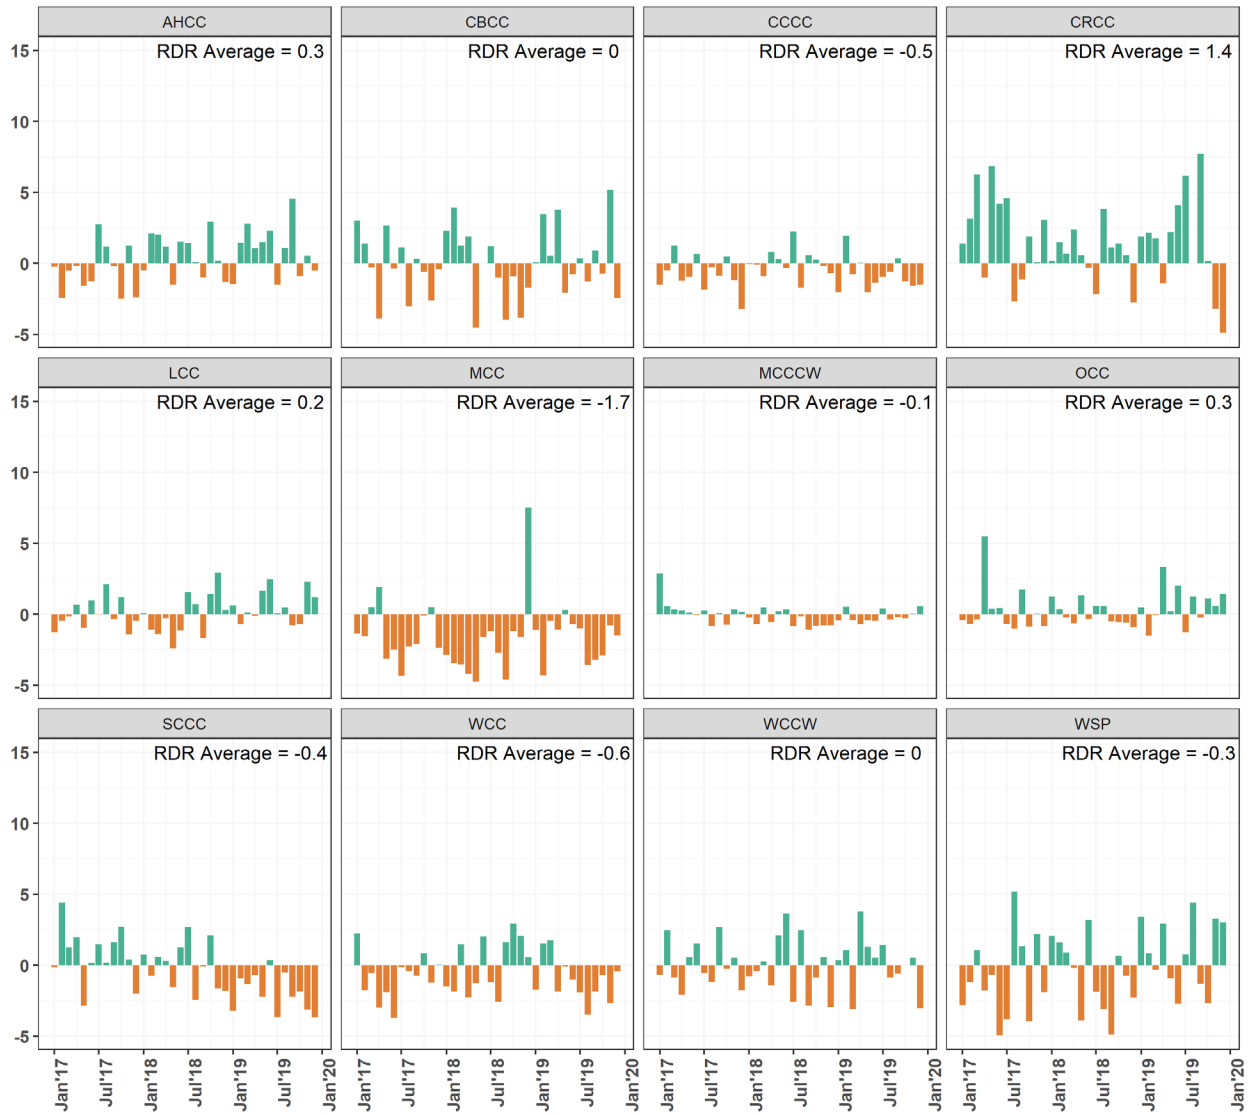 AHCC CBCC CCCC CRCC
15 RDR Average = 0.3 RDR Average = 0 RDR Average = -0.5 RDR Average = 1.4
10
5
0
-5
LCC MCC MCCCW OCC
15 RDR Average = 0.2 RDR Average = -1.7 RDR Average = -0.1 RDR Average = 0.3
10
5
0
-5
SCCC WCC WCCW WSP
15 RDR Average = -0.4 RDR Average = -0.6 RDR Average = 0 RDR Average = -0.3
10
5
0
-5
Jan'17 Jul'17 Jan'18 Jul'18 Jan'19 Jul'19 Jan'20 Jan'17 Jul'17 Jan'18 Jul'18 Jan'19 Jul'19 Jan'20 Jan'17 Jul'17 Jan'18 Jul'18 Jan'19 Jul'19 Jan'20 Jan'17 Jul'17 Jan'18 Jul'18 Jan'19 Jul'19 Jan'20